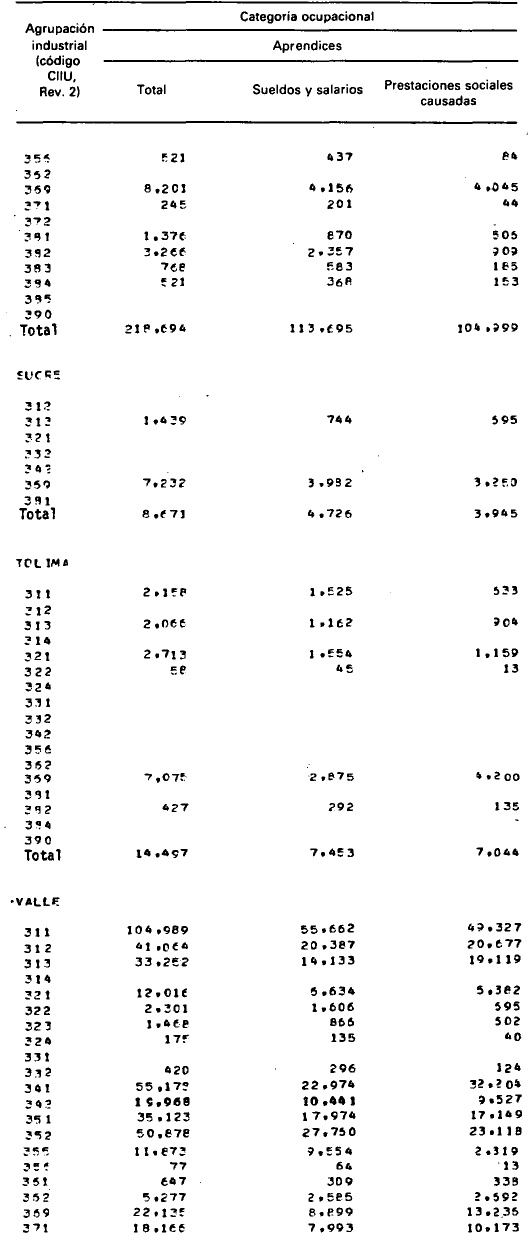 Agrupación industrial (código CIIU, Rev. 2)
Categoría ocupacional
Aprendices
Total Sueldos y salarios Prestaciones sociales causadas
356 521 437 84
362
369 8,201 4,156 4,045
371 245 201 44
372
381 1,376 870 506
382 3,266 2,357 909
383 768 583 185
384 521 368 153
385
390
Total 218,694 113,695 104,999
SUCRE
312
313 1,439 744 595
321
332
342
369 7,232 3,982 3,250
381
Total 8,671 4,726 3,945
TOLIMA
311 2,158 1,525 533
312
313 2,066 1,162 904
314
321 2,713 1,554 1,159
322 58 45 13
324
331
332
342
356
362
369 7,075 2,875 4,200
381
382 427 292 135
384
390
Total 14,497 7,453 7,044
VALLE
311 104,989 55,662 49,327
312 41,064 20,387 20,677
313 33,252 14,133 19,119
314
321 12,016 6,634 5,382
322 2,301 1,606 595
323 1,468 866 502
324 175 135 40
331
332 420 296 124
341 55,178 22,974 32,204
342 19,968 10,441 9,527
351 35,123 17,974 17,149
352 50,878 27,750 23,118
355 11,873 9,554 2,319
356 77 64 13
361 647 309 338
362 5,277 2,585 2,592
369 22,135 8,899 13,236
371 18,166 7,993 10,173